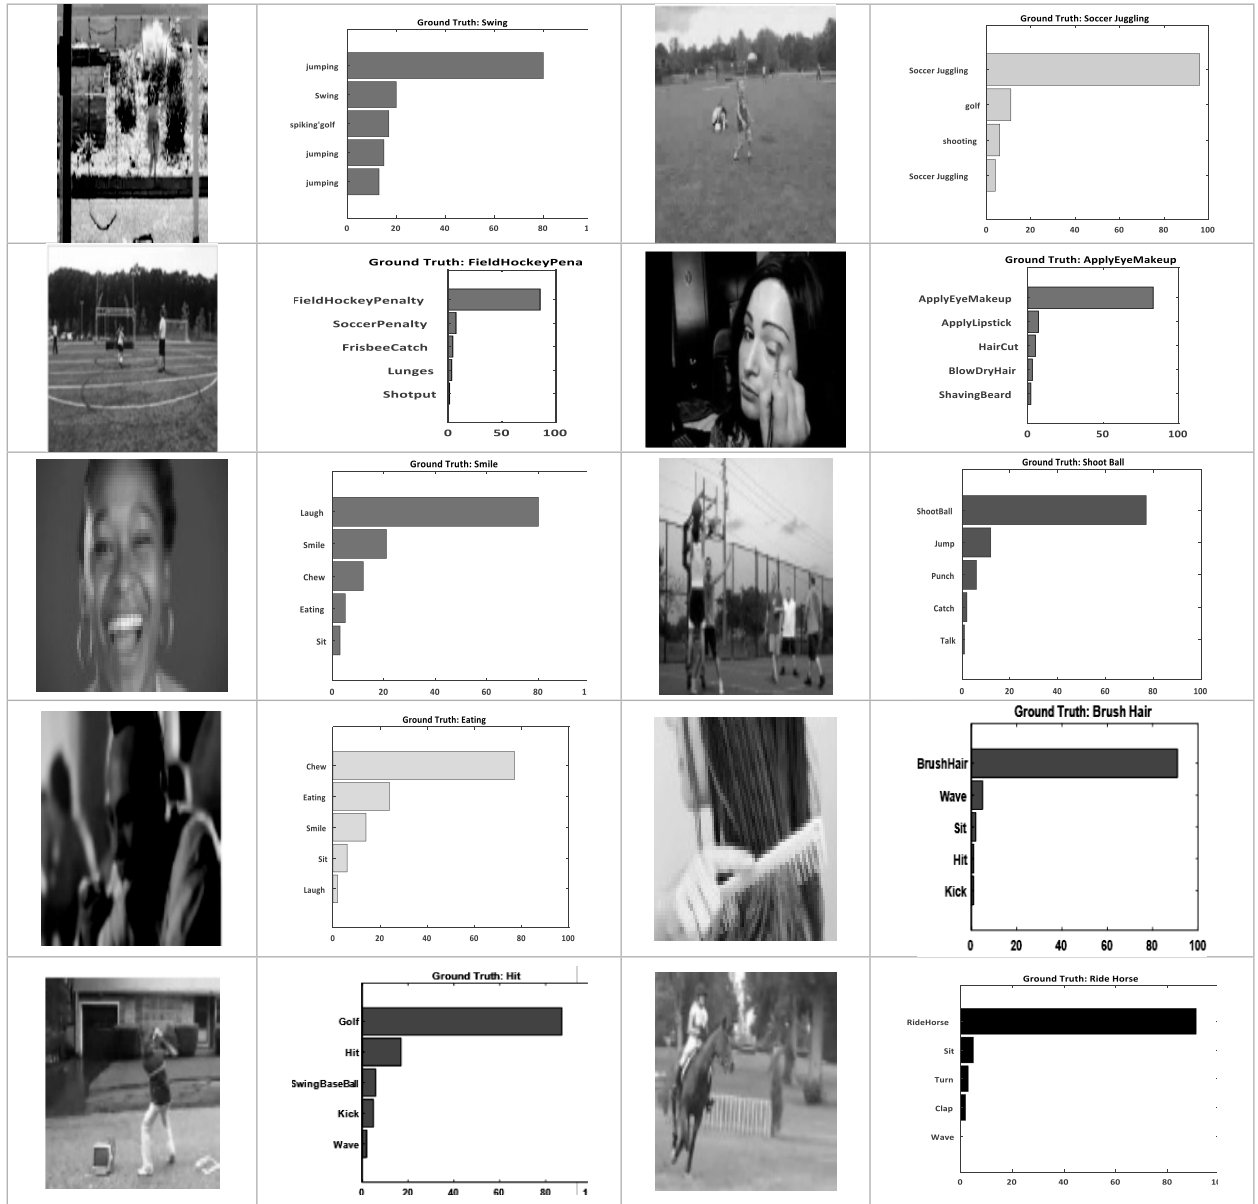 Ground Truth: Swing
jumping
Swing
spiking'golf
jumping
jumping
0 20 40 60 80 1
Ground Truth: Soccer Juggling
Soccer Juggling
golf
shooting
Soccer Juggling
0 20 40 60 80 100
Ground Truth: FieldHockeyPena
FieldHockeyPenalty
SoccerPenalty
FrisbeeCatch
Lunges
Shotput
0 50 100
Ground Truth: ApplyEyeMakeup
ApplyEyeMakeup
ApplyLipstick
HairCut
BlowDryHair
ShavingBeard
0 50 100
Ground Truth: Smile
Laugh
Smile
Chew
Eating
Sit
0 20 40 60 80 1
Ground Truth: Shoot Ball
ShootBall
Jump
Punch
Catch
Talk
0 20 40 60 80 100
Ground Truth: Eating
Chew
Eating
Smile
Sit
Laugh
0 20 40 60 80 100
Ground Truth: Brush Hair
BrushHair
Wave
Sit
Hit
Kick
0 20 40 60 80 100
Ground Truth: Hit
Golf
Hit
SwingBaseBall
Kick
Wave
0 20 40 60 80 1
Ground Truth: Ride Horse
RideHorse
Sit
Turn
Clap
Wave
0 20 40 60 80